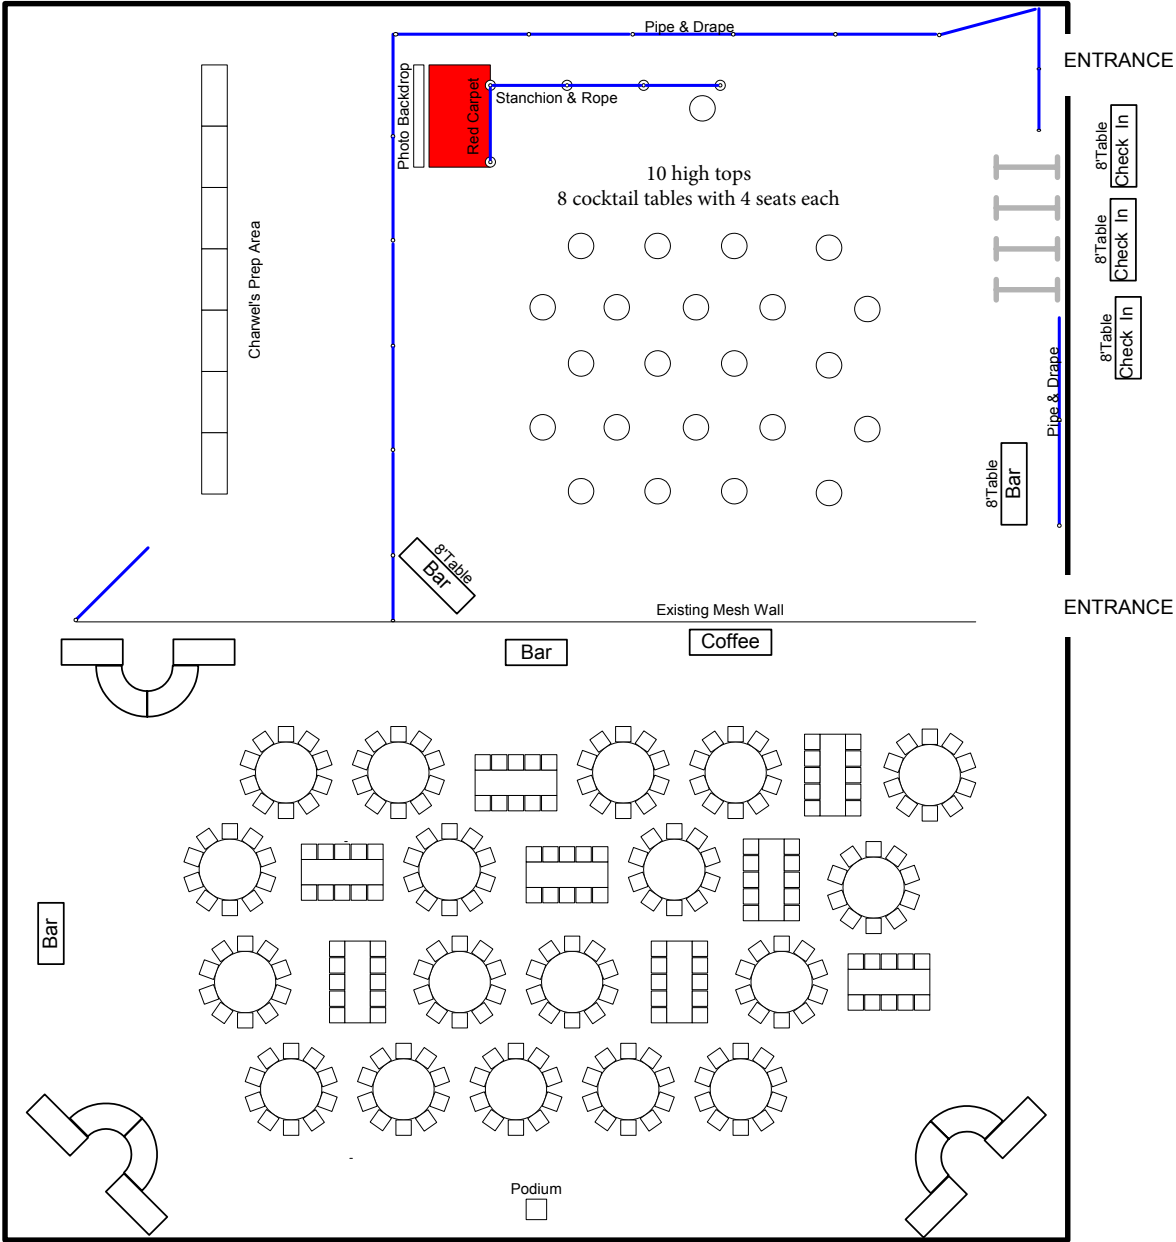 Pipe & Drape
ENTRANCE
Photo Backdrop
Red Carpet
Stanchion & Rope
8'Table
Check In
10 high tops
8 cocktail tables with 4 seats each
8'Table
Check In
Charwel's Prep Area
8'Table
Check In
Pipe & Drape
8'Table
Bar
8'Table
Bar
Existing Mesh Wall
ENTRANCE
Bar
Coffee
Bar
Podium